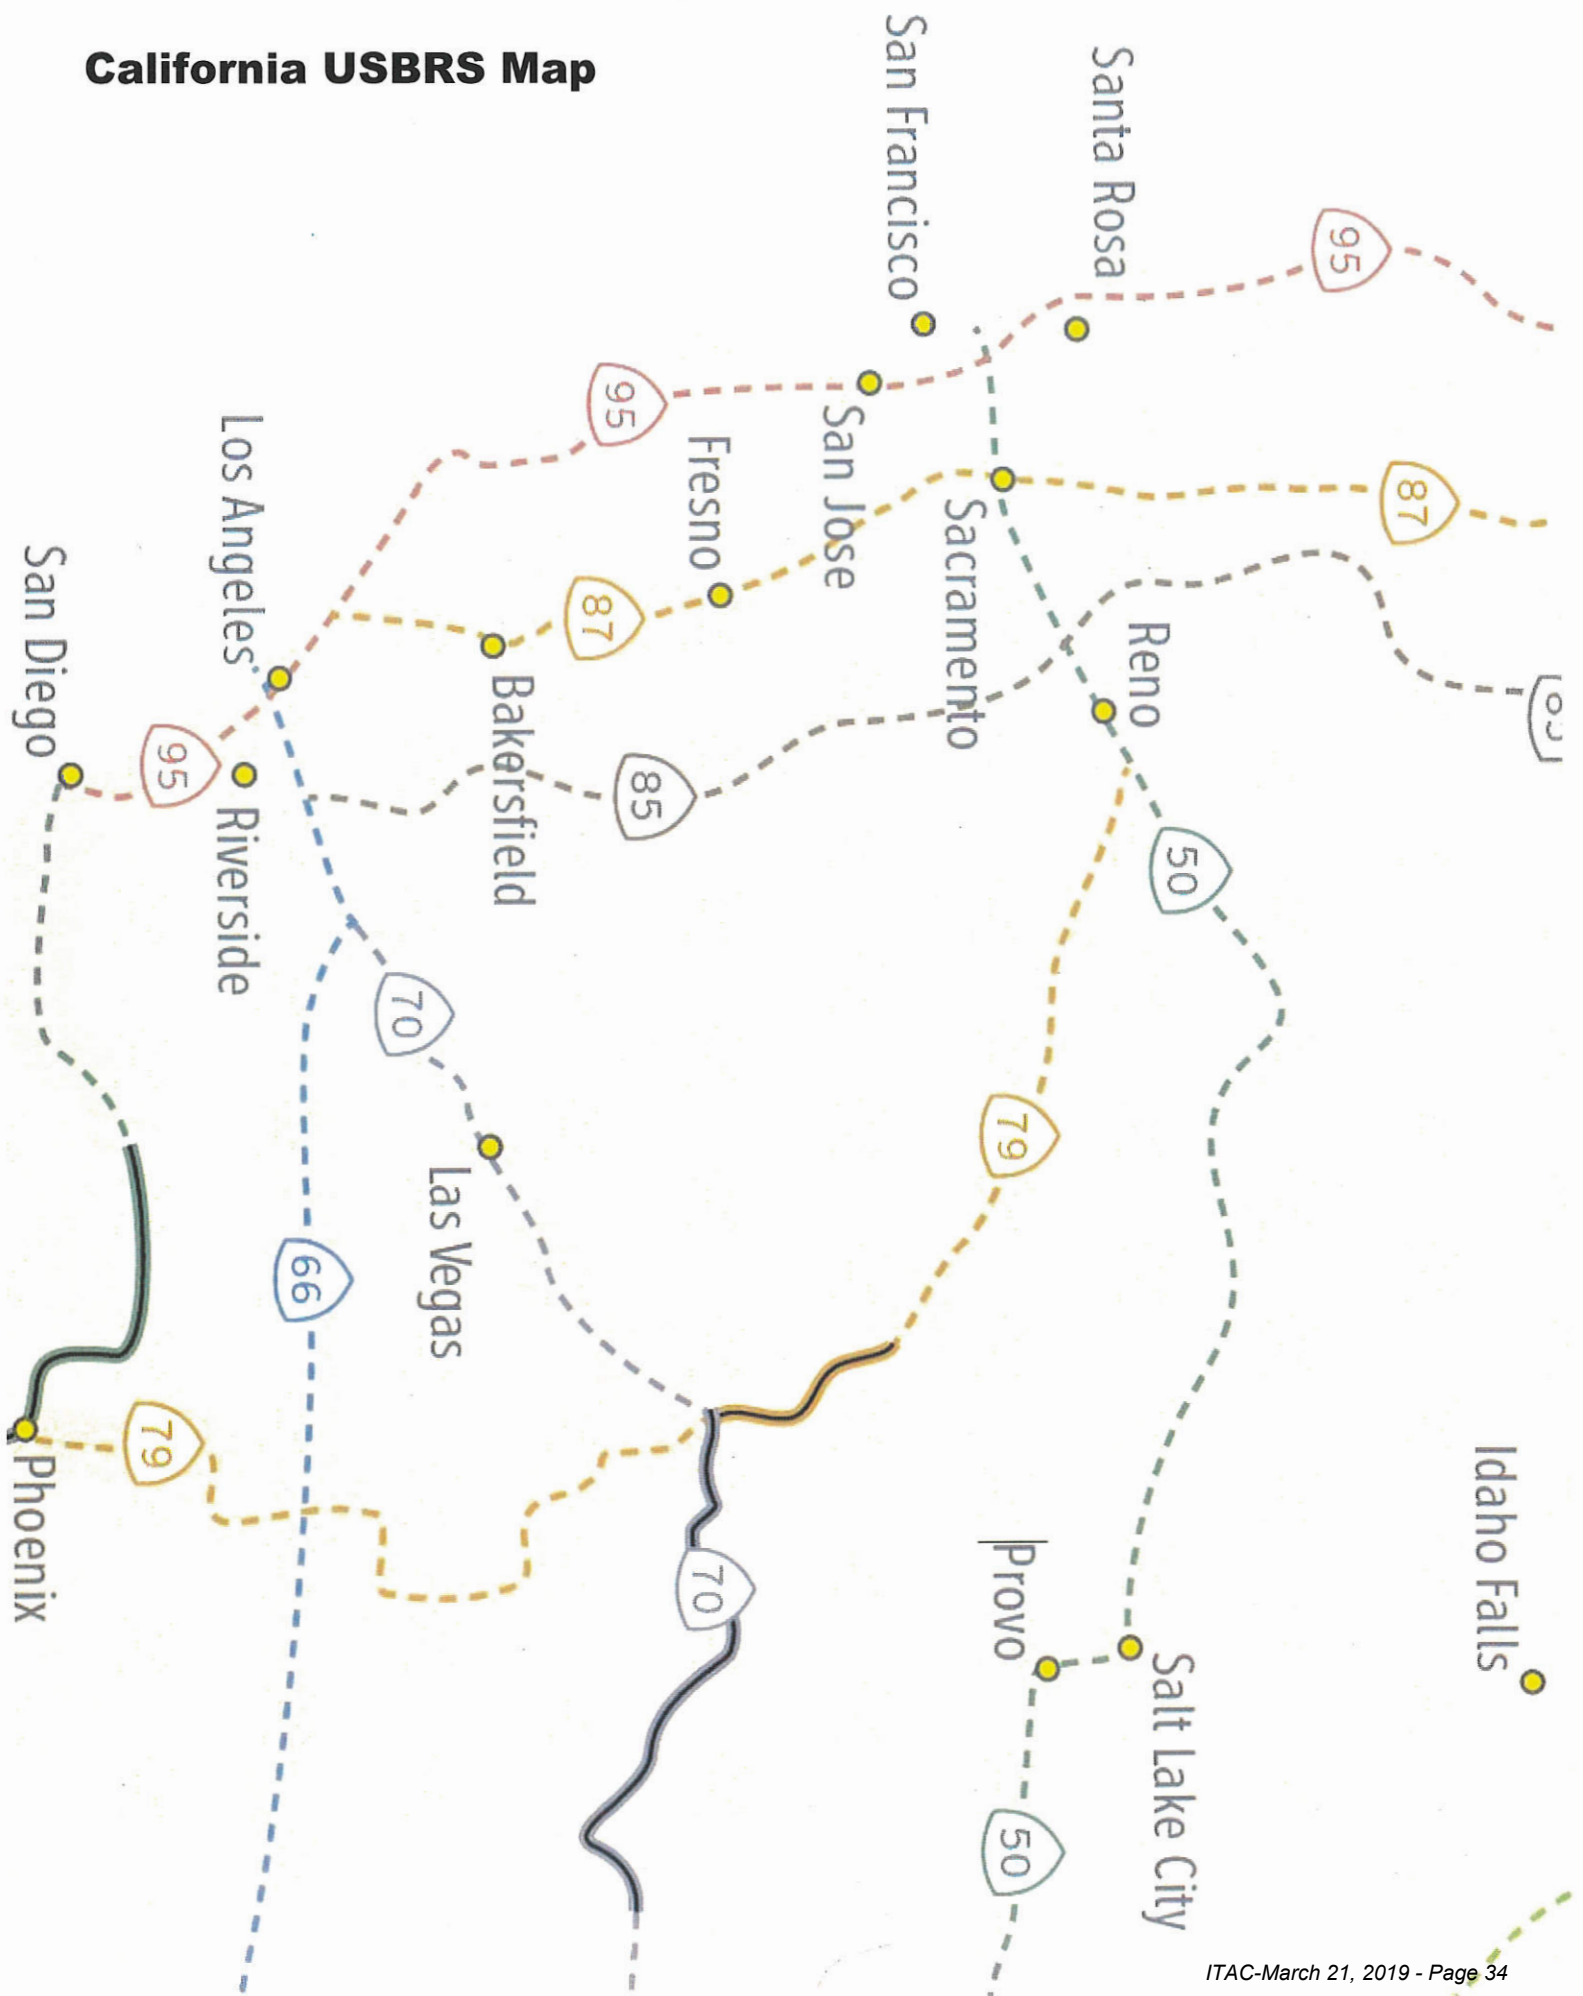 California USBRS Map
San Francisco
Santa Rosa
95
95
San Jose
Fresno
Los Angeles
87
Sacramento
87
San Diego
Reno
Bakersfield
95
85
50
Riverside
70
79
Las Vegas
66
79
Phoenix
Idaho Falls
70
Provo
Salt Lake City
50
ITAC-March 21, 2019 - Page 34